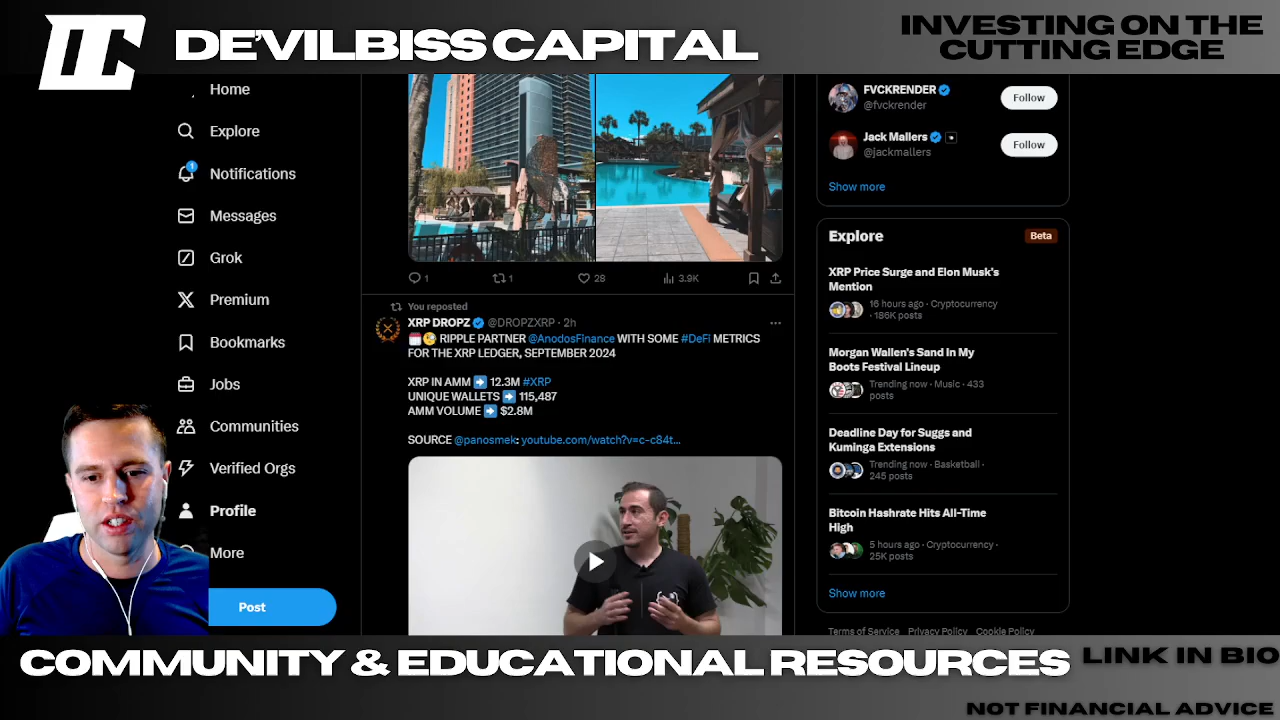 DE'VILBISS CAPITAL
INVESTING ON THE
CUTTING EDGE
Home
Explore
Notifications
1
Messages
Grok
Premium
Bookmarks
Jobs
Communities
Verified Orgs
Profile
More
Post
1
1
28
3.9K
You reposted
XRP DROPZ @DROPZXRP · 2h
RIPPLE PARTNER @AnodosFinance WITH SOME #DeFi METRICS
FOR THE XRP LEDGER, SEPTEMBER 2024
XRP IN AMM ➡️ 12.3M #XRP
UNIQUE WALLETS ➡️ 115,487
AMM VOLUME ➡️ $2.8M
SOURCE @panosmek: youtube.com/watch?v=c-c84t...
FVCKRENDER
@fvckrender
Follow
Jack Mallers
@jackmallers
Follow
Show more
Explore
Beta
XRP Price Surge and Elon Musk's
Mention
16 hours ago · Cryptocurrency
· 186K posts
Morgan Wallen's Sand In My
Boots Festival Lineup
Trending now · Music · 433
posts
Deadline Day for Suggs and
Kuminga Extensions
Trending now · Basketball ·
245 posts
Bitcoin Hashrate Hits All-Time
High
5 hours ago · Cryptocurrency ·
25K posts
Show more
Terms of Service Privacy Policy Cookie Policy
COMMUNITY & EDUCATIONAL RESOURCES
LINK IN BIO
NOT FINANCIAL ADVICE